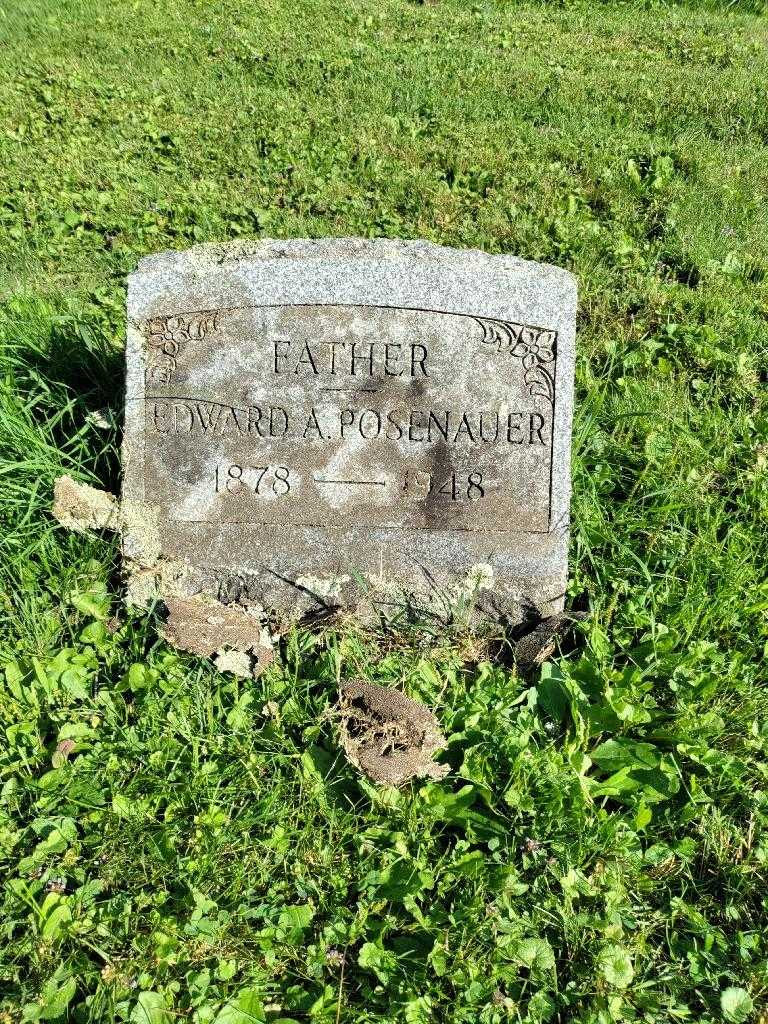 FATHER
EDWARD A. POSENAUER
1878 — 1948